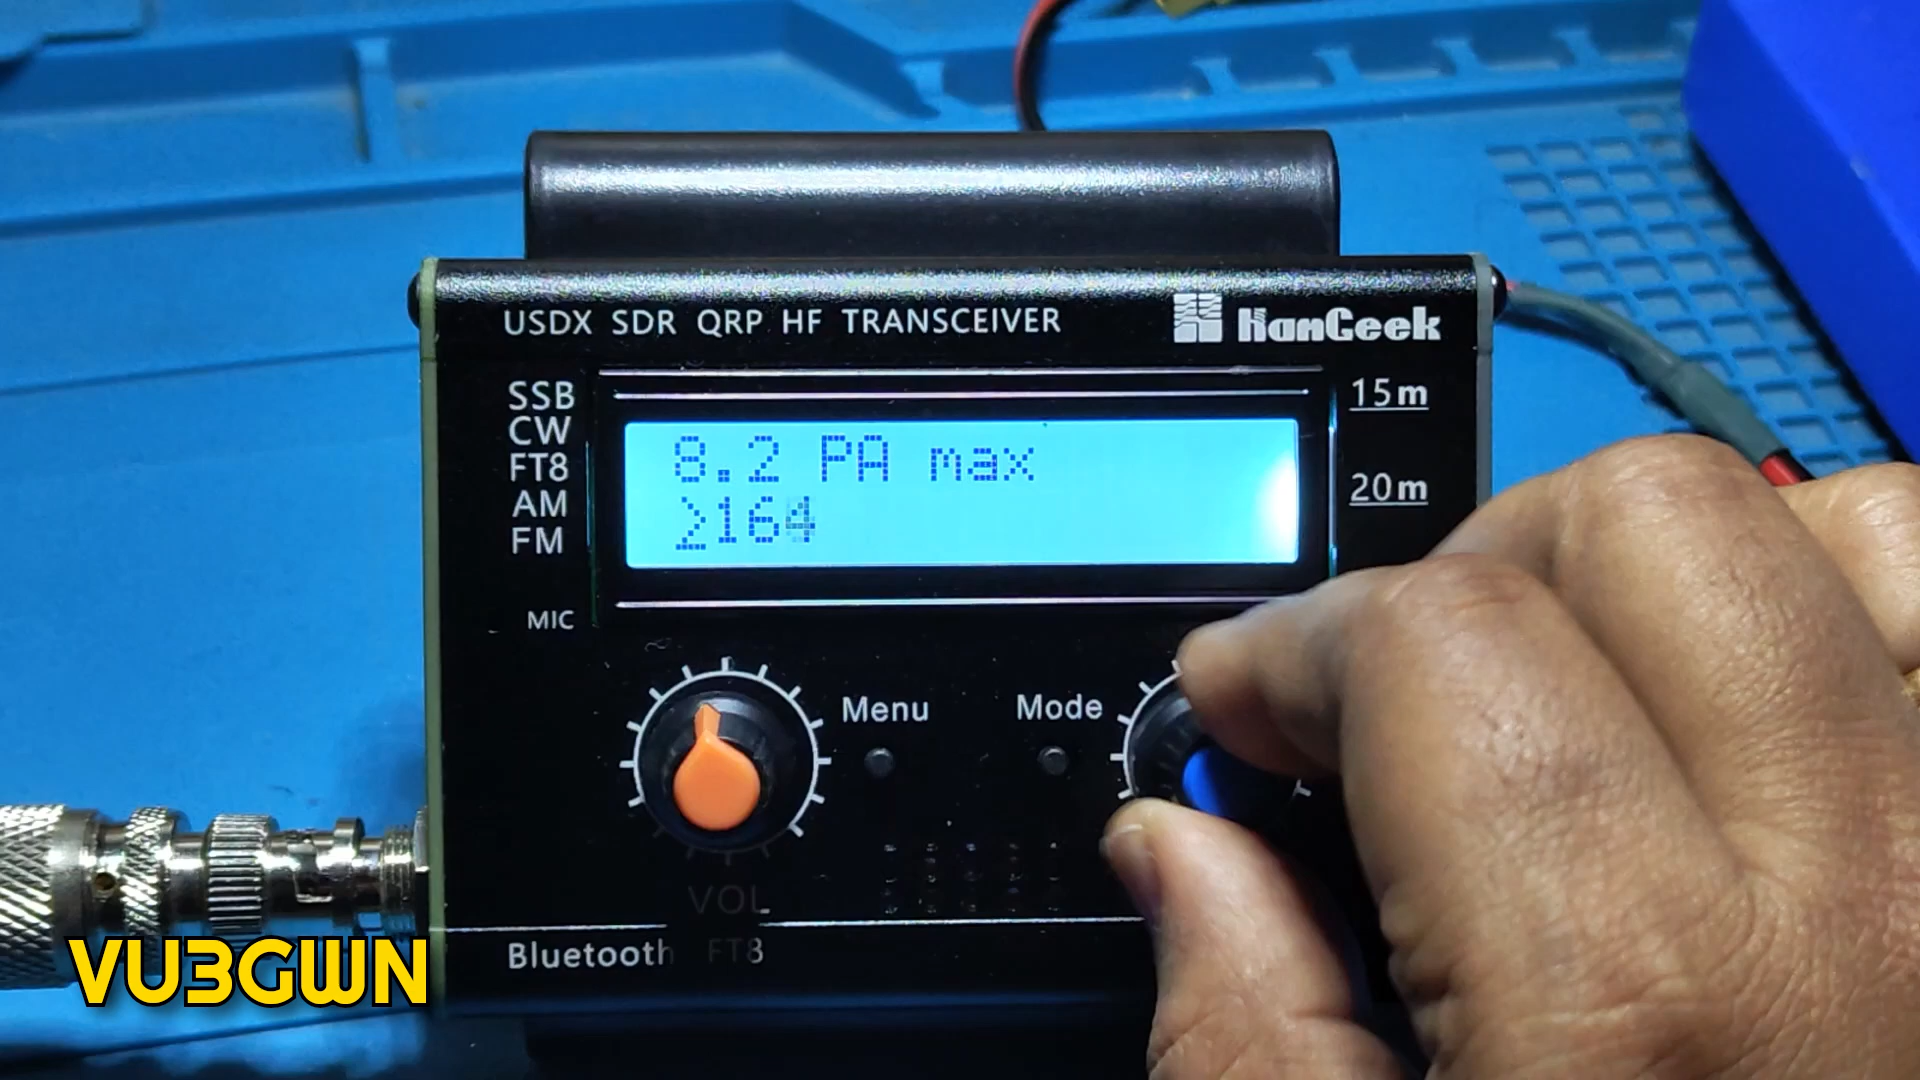 USDX SDR QRP HF TRANSCEIVER
HanGeek
SSB
CW
FT8
AM
FM
15m
20m
8.2 PA max
MIC
Menu
Mode
VOL
Bluetooth FT8
VU3GWN